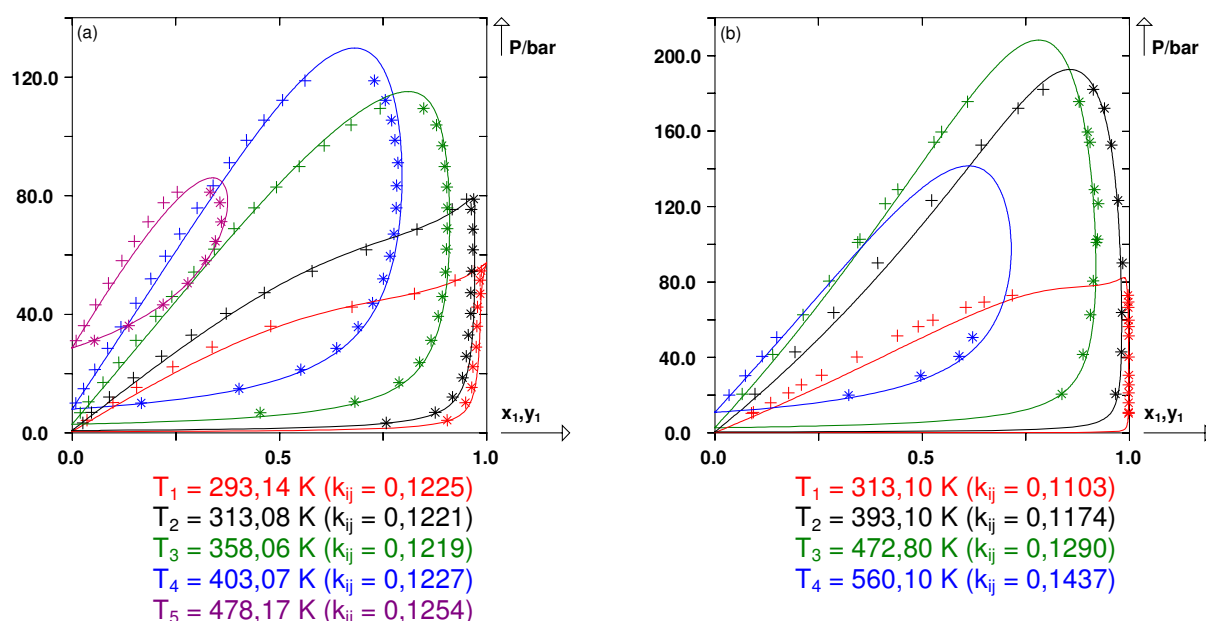 (a)
P/bar
120.0
80.0
40.0
0.0
x₁,y₁
0.0 0.5 1.0
T₁ = 293,14 K (kᵢⱼ = 0,1225)
T₂ = 313,08 K (kᵢⱼ = 0,1221)
T₃ = 358,06 K (kᵢⱼ = 0,1219)
T₄ = 403,07 K (kᵢⱼ = 0,1227)
T₅ = 478,17 K (kᵢⱼ = 0,1254)
(b)
P/bar
200.0
160.0
120.0
80.0
40.0
0.0
x₁,y₁
0.0 0.5 1.0
T₁ = 313,10 K (kᵢⱼ = 0,1103)
T₂ = 393,10 K (kᵢⱼ = 0,1174)
T₃ = 472,80 K (kᵢⱼ = 0,1290)
T₄ = 560,10 K (kᵢⱼ = 0,1437)